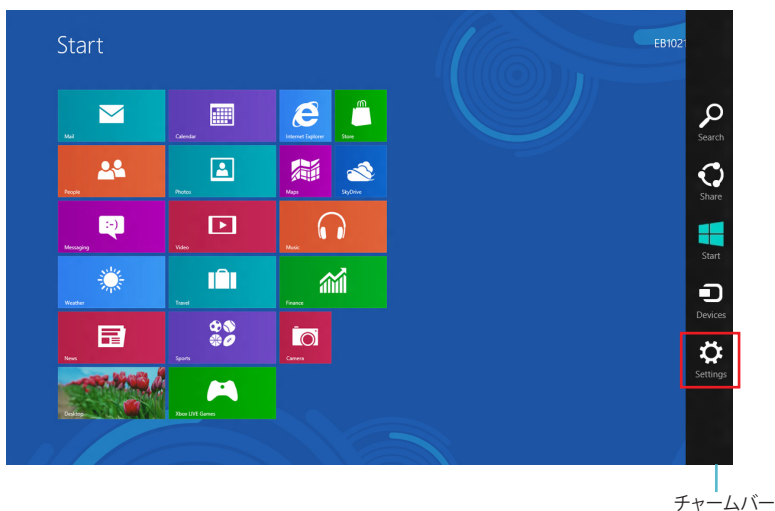 Start
EB1021
Mail
Calendar
Internet Explorer
Store
People
Photos
Maps
SkyDrive
:-)
Messaging
Video
Music
Weather
Travel
Finance
News
Sports
Camera
Desktop
Xbox LIVE Games
Search
Share
Start
Devices
Settings
チャームバー